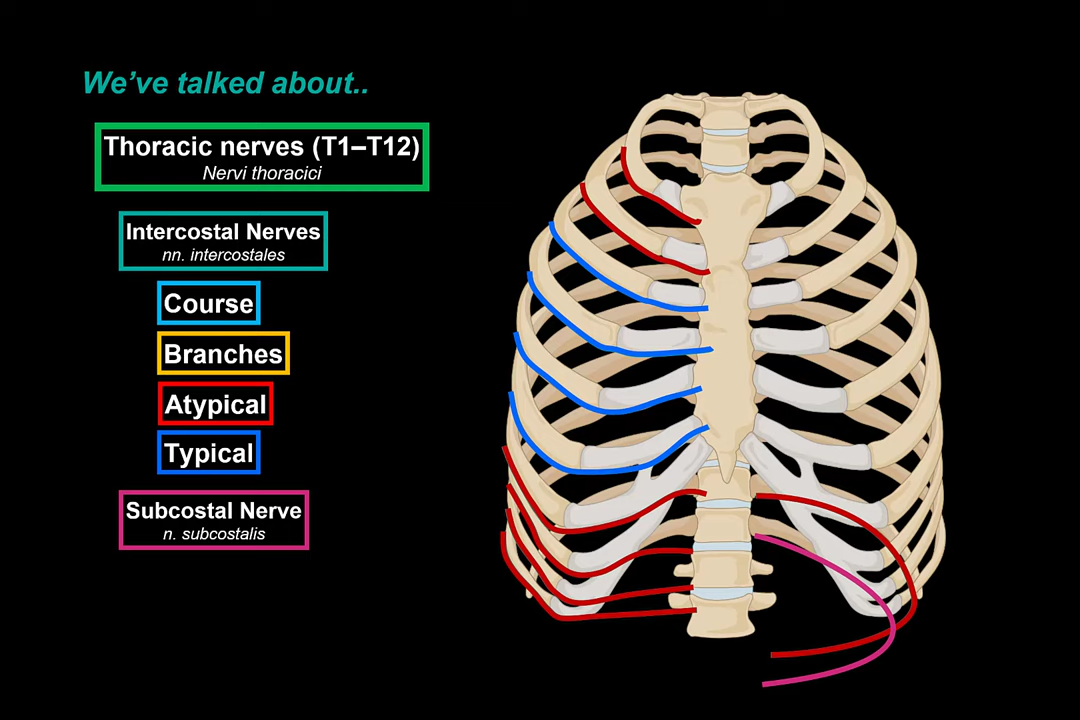 We've talked about..
Thoracic nerves (T1–T12)
Nervi thoracici
Intercostal Nerves
nn. intercostales
Course
Branches
Atypical
Typical
Subcostal Nerve
n. subcostalis